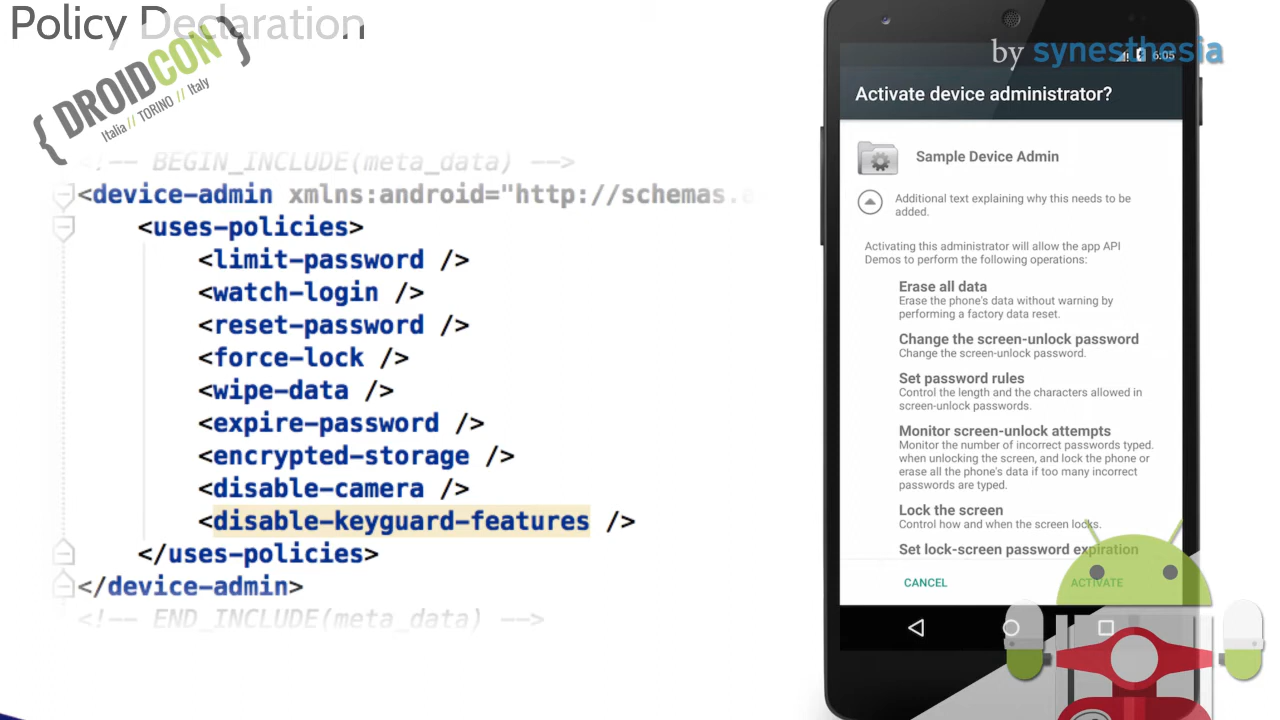 Policy Declaration
{ DROIDCON }
Italia // TORINO // Italy
<!-- BEGIN_INCLUDE(meta_data) -->
<device-admin xmlns:android="http://schemas.
<uses-policies>
<limit-password />
<watch-login />
<reset-password />
<force-lock />
<wipe-data />
<expire-password />
<encrypted-storage />
<disable-camera />
<disable-keyguard-features />
</uses-policies>
</device-admin>
<!-- END_INCLUDE(meta_data) -->
by synesthesia
6:05
Activate device administrator?
Sample Device Admin
Additional text explaining why this needs to be
added.
Activating this administrator will allow the app API
Demos to perform the following operations:
Erase all data
Erase the phone's data without warning by
performing a factory data reset.
Change the screen-unlock password
Change the screen-unlock password.
Set password rules
Control the length and the characters allowed in
screen-unlock passwords.
Monitor screen-unlock attempts
Monitor the number of incorrect passwords typed.
when unlocking the screen, and lock the phone or
erase all the phone's data if too many incorrect
passwords are typed.
Lock the screen
Control how and when the screen locks.
Set lock-screen password expiration
CANCEL
ACTIVATE